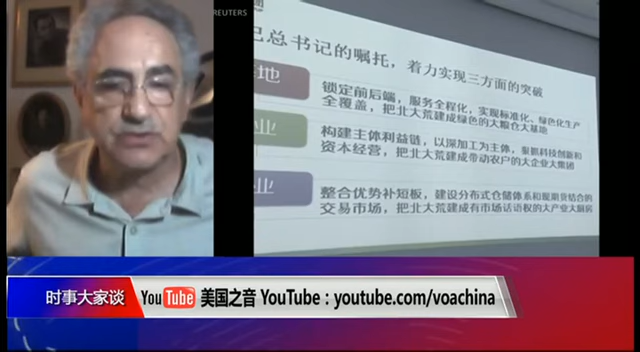 REUTERS
总书记的嘱托，着力实现三方面的突破
地
锁定前后端，服务全程化，实现标准化、绿色化生产
全覆盖，把北大荒建成绿色的大粮仓大基地
业
构建主体利益链，以深加工为主体，聚抓科技创新和
资本经营，把北大荒建成带动农户的大企业大集团
业
整合优势补短板，建设分布式仓储体系和现期货结合的
交易市场，把北大荒建成有市场话语权的大产业大厨房
时事大家谈
YouTube 美国之音 YouTube：youtube.com/voachina